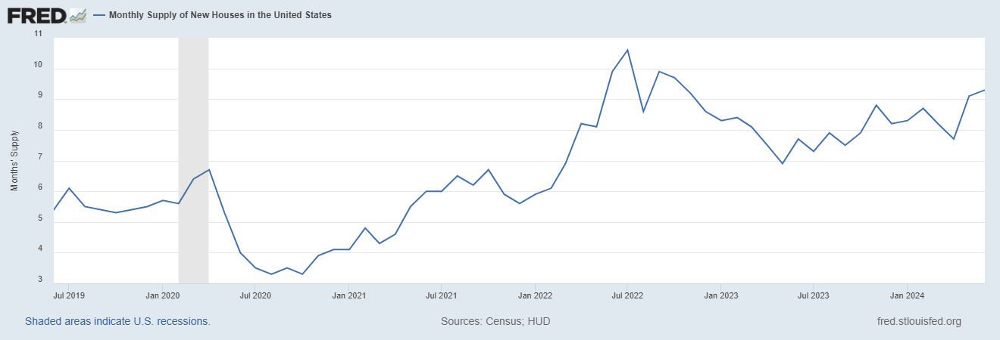 FRED
Monthly Supply of New Houses in the United States
Months' Supply
11
10
9
8
7
6
5
4
3
Jul 2019 Jan 2020 Jul 2020 Jan 2021 Jul 2021 Jan 2022 Jul 2022 Jan 2023 Jul 2023 Jan 2024
Shaded areas indicate U.S. recessions. Sources: Census; HUD fred.stlouisfed.org